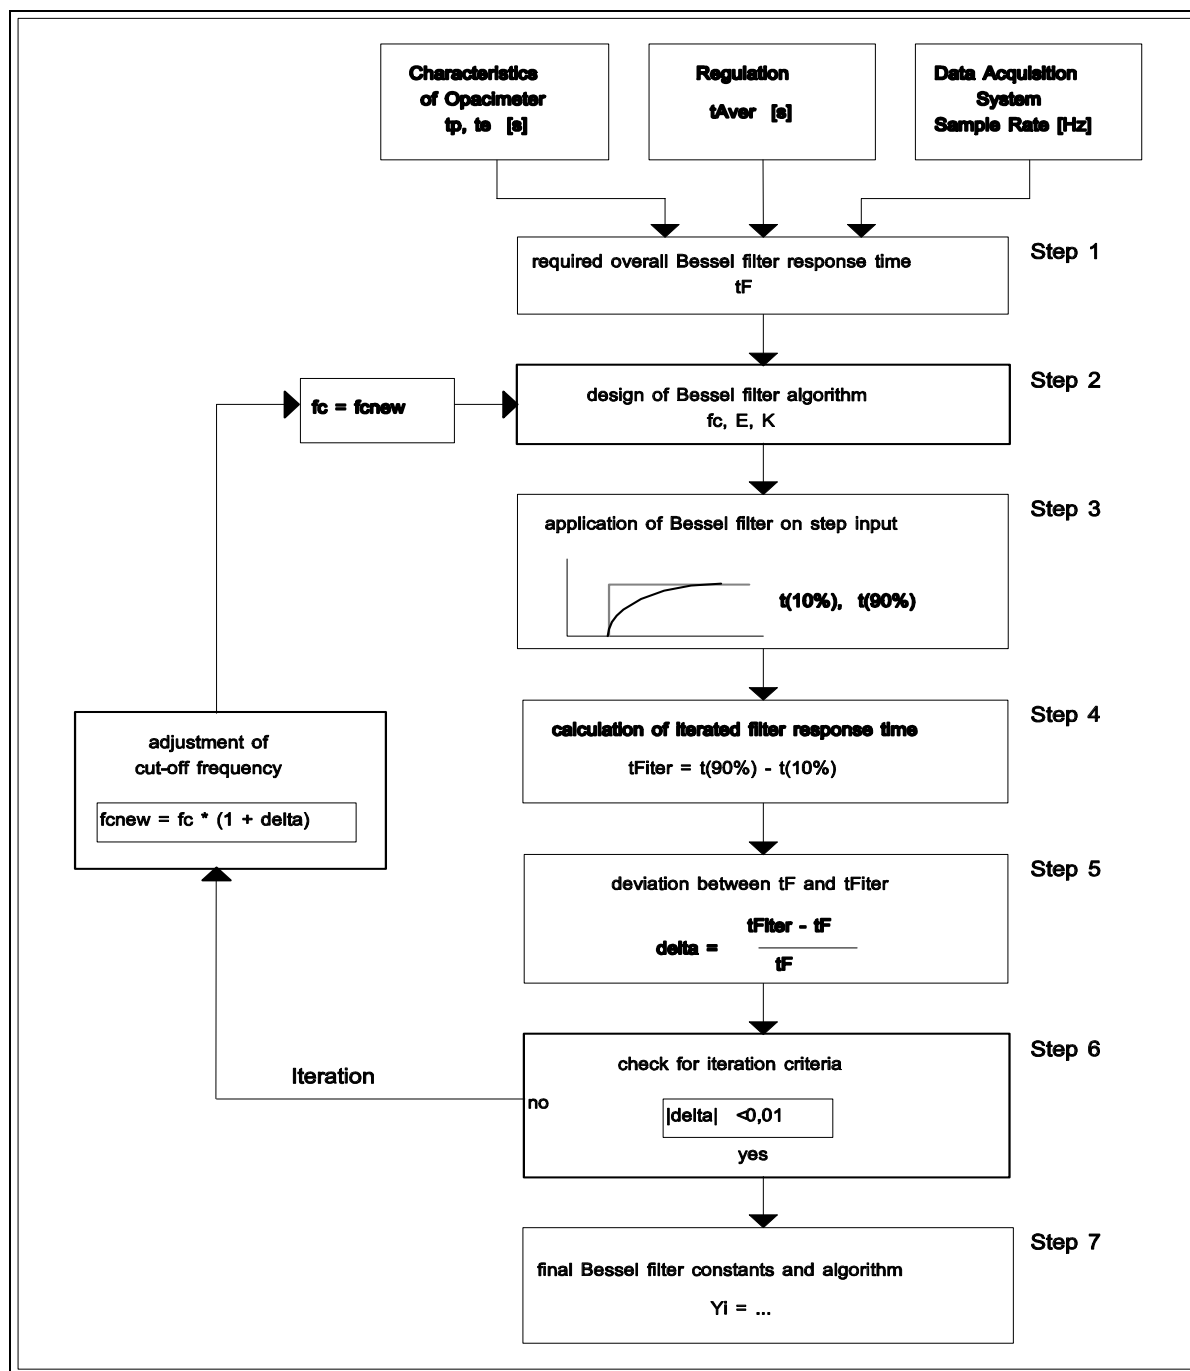 Characteristics
of Opacimeter
tp, te [s]
Regulation
tAver [s]
Data Acquisition
System
Sample Rate [Hz]
Step 1
required overall Bessel filter response time
tF
Step 2
design of Bessel filter algorithm
fc, E, K
fc = fcnew
Step 3
application of Bessel filter on step input
t(10%), t(90%)
Step 4
calculation of iterated filter response time
tFiter = t(90%) - t(10%)
adjustment of
cut-off frequency
fcnew = fc * (1 + delta)
Step 5
deviation between tF and tFiter
delta = tFiter - tF
tF
Step 6
check for iteration criteria
Iteration
no
|delta| <0,01
yes
Step 7
final Bessel filter constants and algorithm
Yi = ...